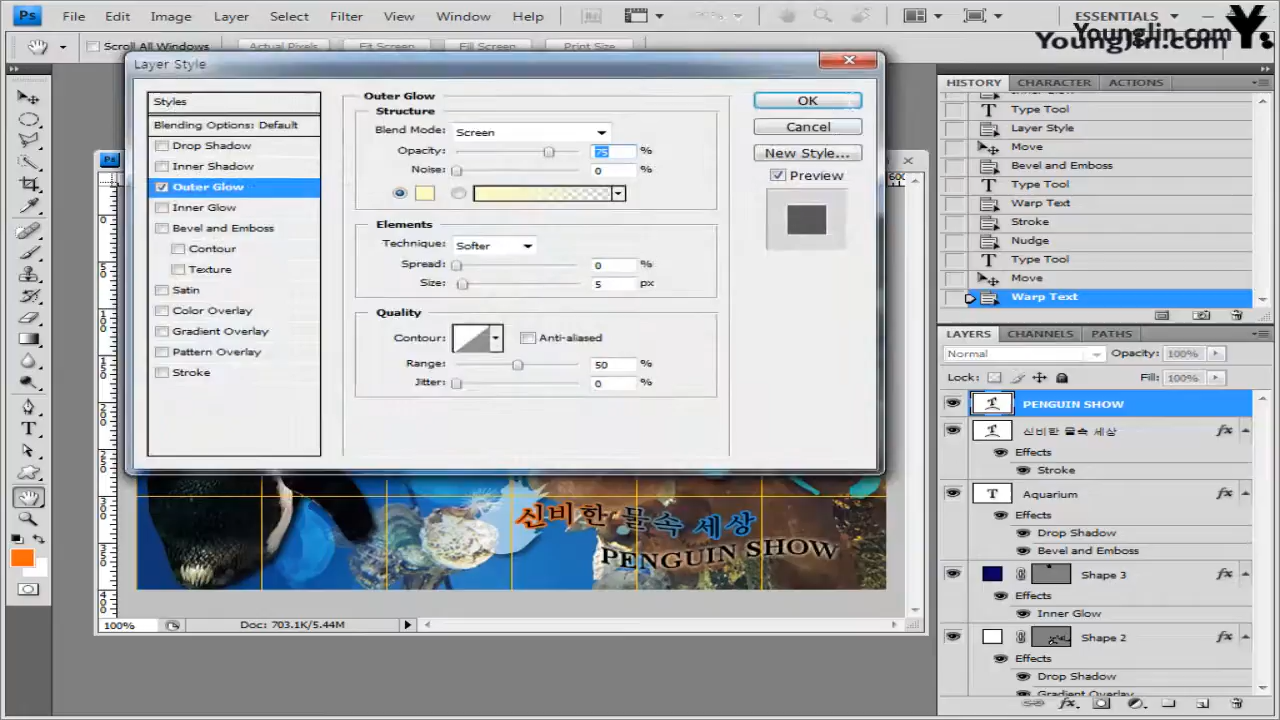 Ps File Edit Image Layer Select Filter View Window Help Br ESSENTIALS
Younglin.com
Scroll All Windows Actual Pixels Fit Screen Fill Screen Print Size
Younglin.com
Layer Style
Styles
Blending Options: Default
Drop Shadow
Inner Shadow
Outer Glow
Inner Glow
Bevel and Emboss
Contour
Texture
Satin
Color Overlay
Gradient Overlay
Pattern Overlay
Stroke
Outer Glow
Structure
Blend Mode: Screen
Opacity: 75 %
Noise: 0 %
Elements
Technique: Softer
Spread: 0 %
Size: 5 px
Quality
Contour: Anti-aliased
Range: 50 %
Jitter: 0 %
OK
Cancel
New Style...
Preview
HISTORY CHARACTER ACTIONS
Type Tool
Layer Style
Move
Bevel and Emboss
Type Tool
Warp Text
Stroke
Nudge
Type Tool
Move
Warp Text
LAYERS CHANNELS PATHS
Normal Opacity: 100%
Lock: Fill: 100%
PENGUIN SHOW
신비한 물속 세상 fx
Effects
Stroke
T Aquarium fx
Effects
Drop Shadow
Bevel and Emboss
Shape 3 fx
Effects
Inner Glow
Shape 2 fx
Effects
Drop Shadow
Gradient Overlay
신비한 물속 세상
PENGUIN SHOW
100% Doc: 703.1K/5.44M